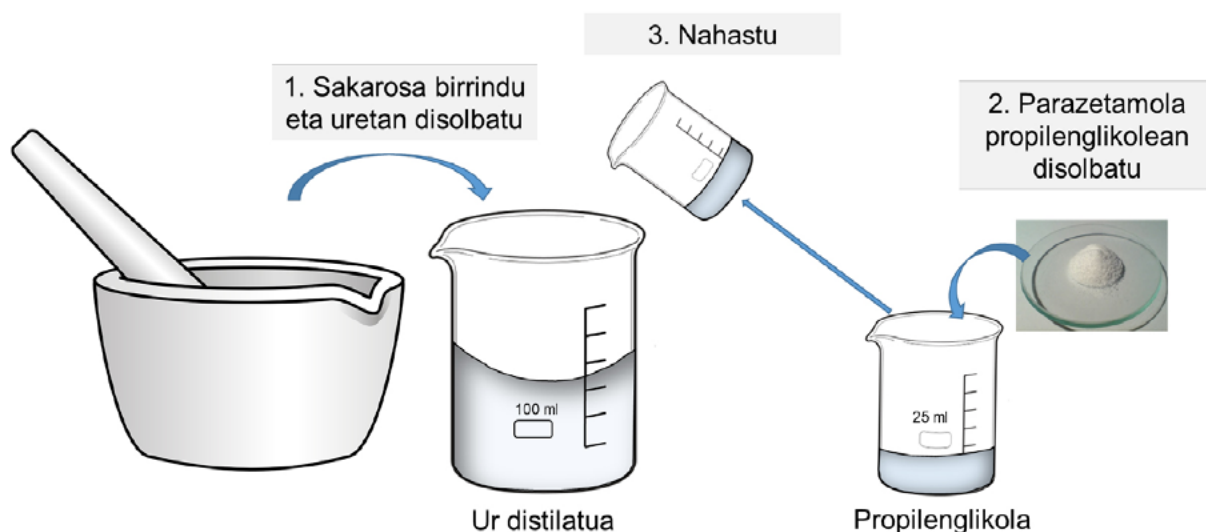 1. Sakarosa birrindu
eta uretan disolbatu
3. Nahastu
2. Parazetamola
propilenglikolean
disolbatu
100 ml
25 ml
Ur distilatua
Propilenglikola